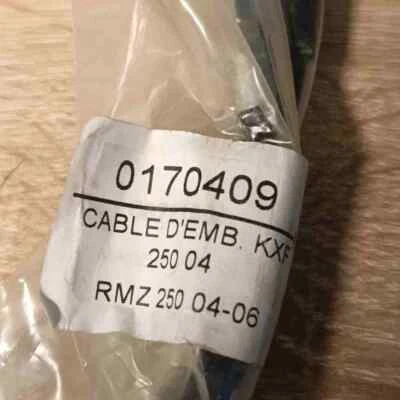 0170409
CABLE D'EMB. KXF
250 04
RMZ 250 04-06